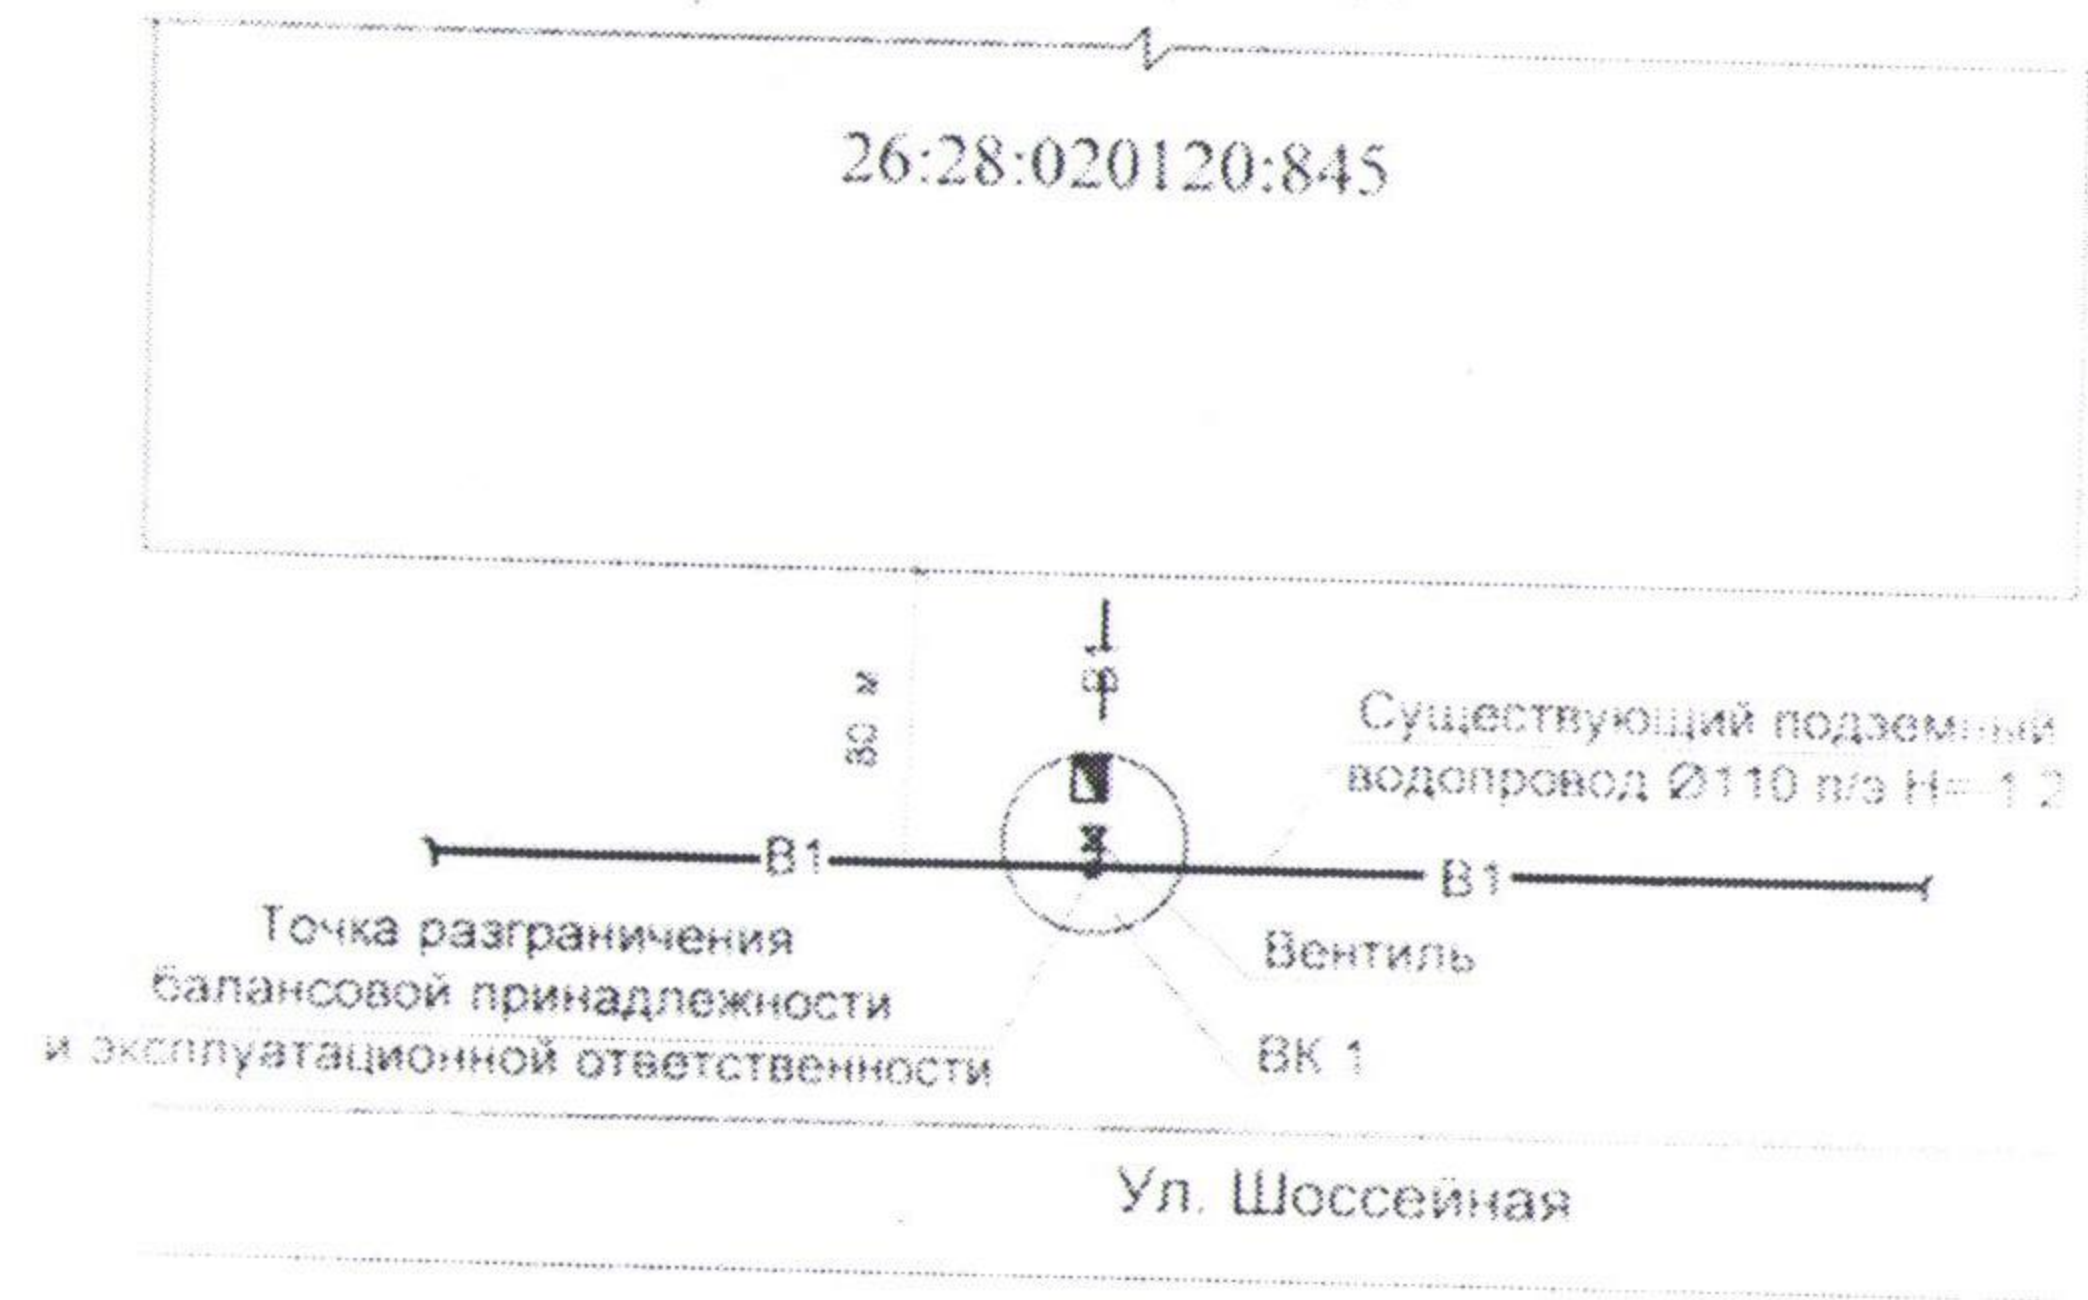 26:28:020120:845
В1
м
Существующий подземный
водопровод Ø110 п/э Н=-1.2
В1
В1
Точка разграничения
балансовой принадлежности
и эксплуатационной ответственности
Вентиль
ВК 1
Ул. Шоссейная